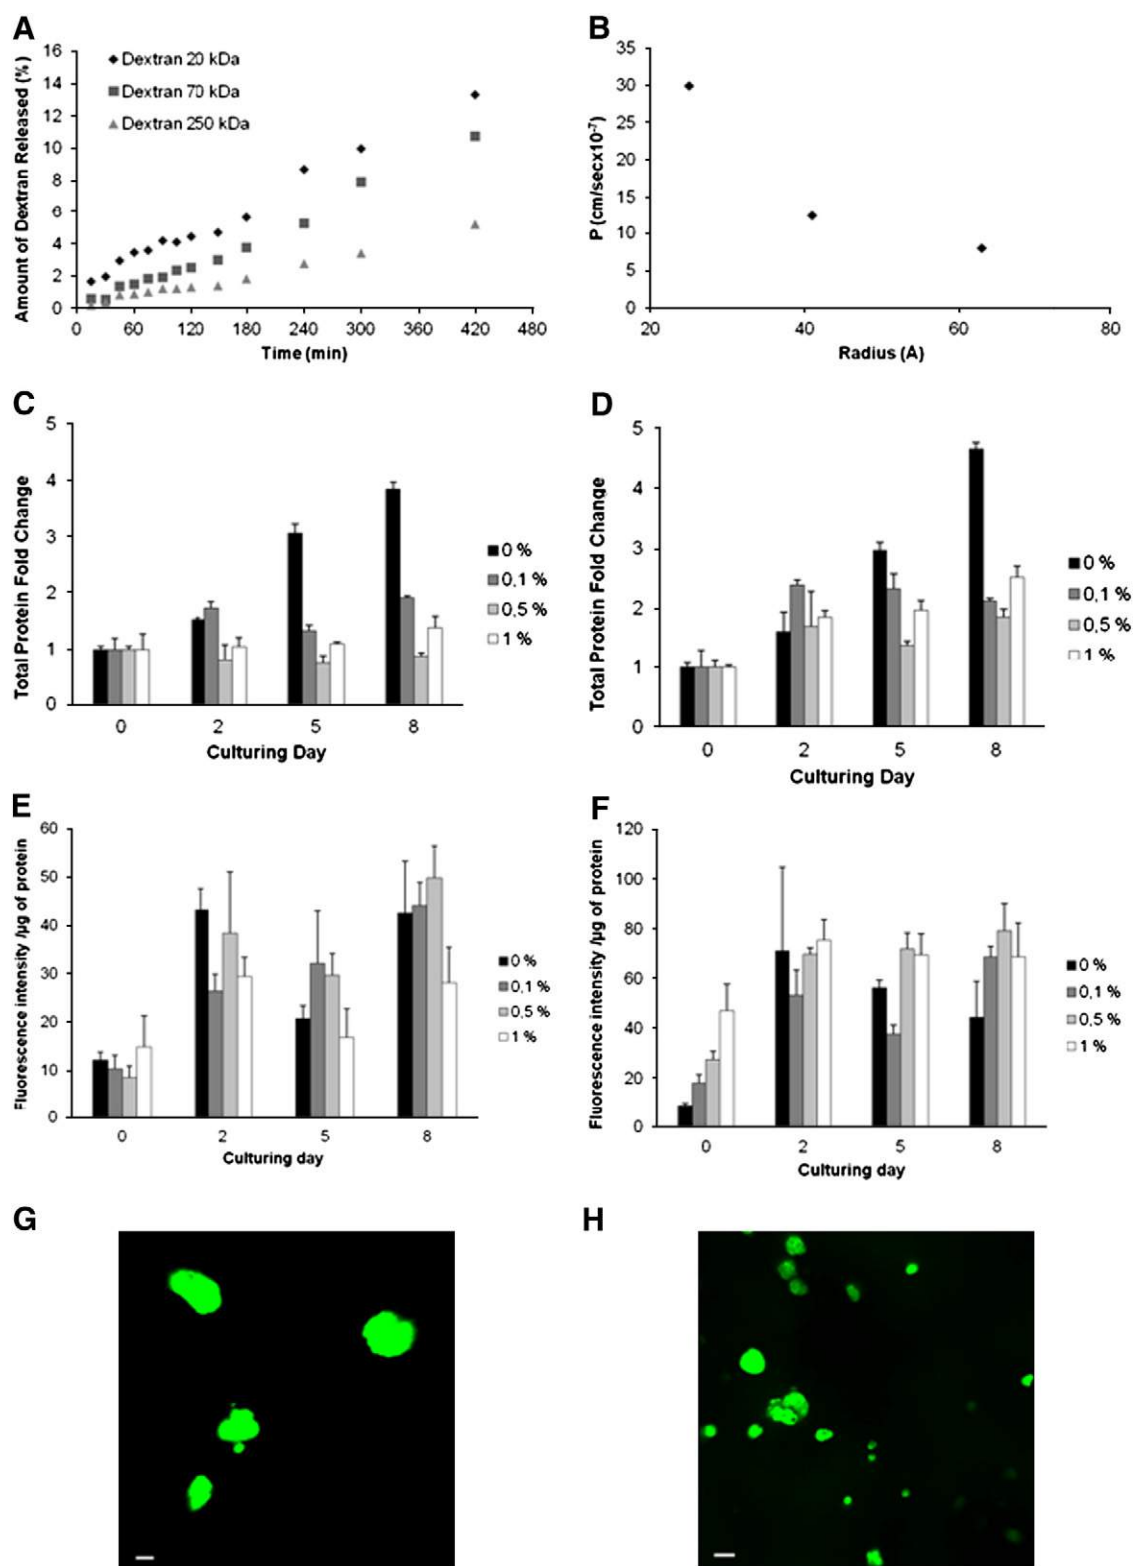 A
Amount of Dextran Released (%)
16
14
12
10
8
6
4
2
0
Dextran 20 kDa
Dextran 70 kDa
Dextran 250 kDa
0 60 120 180 240 300 360 420 480
Time (min)
B
P (cm/secx10-7)
35
30
25
20
15
10
5
0
20 40 60 80
Radius (Å)
C
Total Protein Fold Change
5
4
3
2
1
0
0 2 5 8
Culturing Day
0 %
0,1 %
0,5 %
1 %
D
Total Protein Fold Change
5
4
3
2
1
0
0 2 5 8
Culturing Day
0 %
0,1 %
0,5 %
1 %
E
Fluorescence intensity /µg of protein
60
50
40
30
20
10
0
0 2 5 8
Culturing day
0 %
0,1 %
0,5 %
1 %
F
Fluorescence intensity /µg of protein
120
100
80
60
40
20
0
0 2 5 8
Culturing day
0 %
0,1 %
0,5 %
1 %
G
H